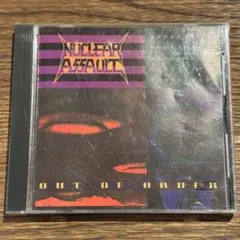 NUCLEAR
ASSAULT
OUT OF ORDER